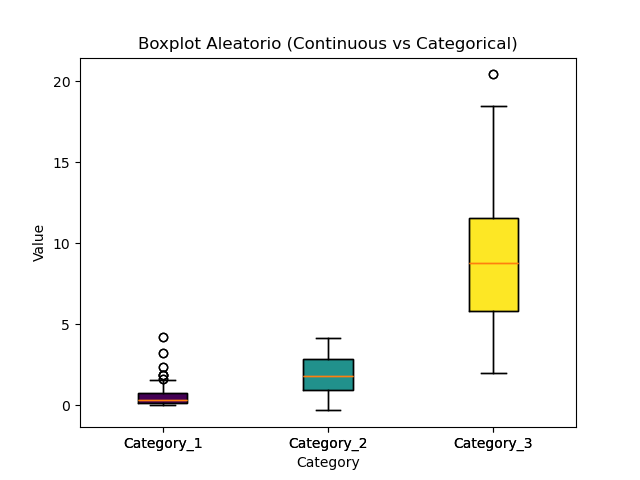 Boxplot Aleatorio (Continuous vs Categorical)
20
15
10
5
0
Value
Category_1 Category_2 Category_3
Category